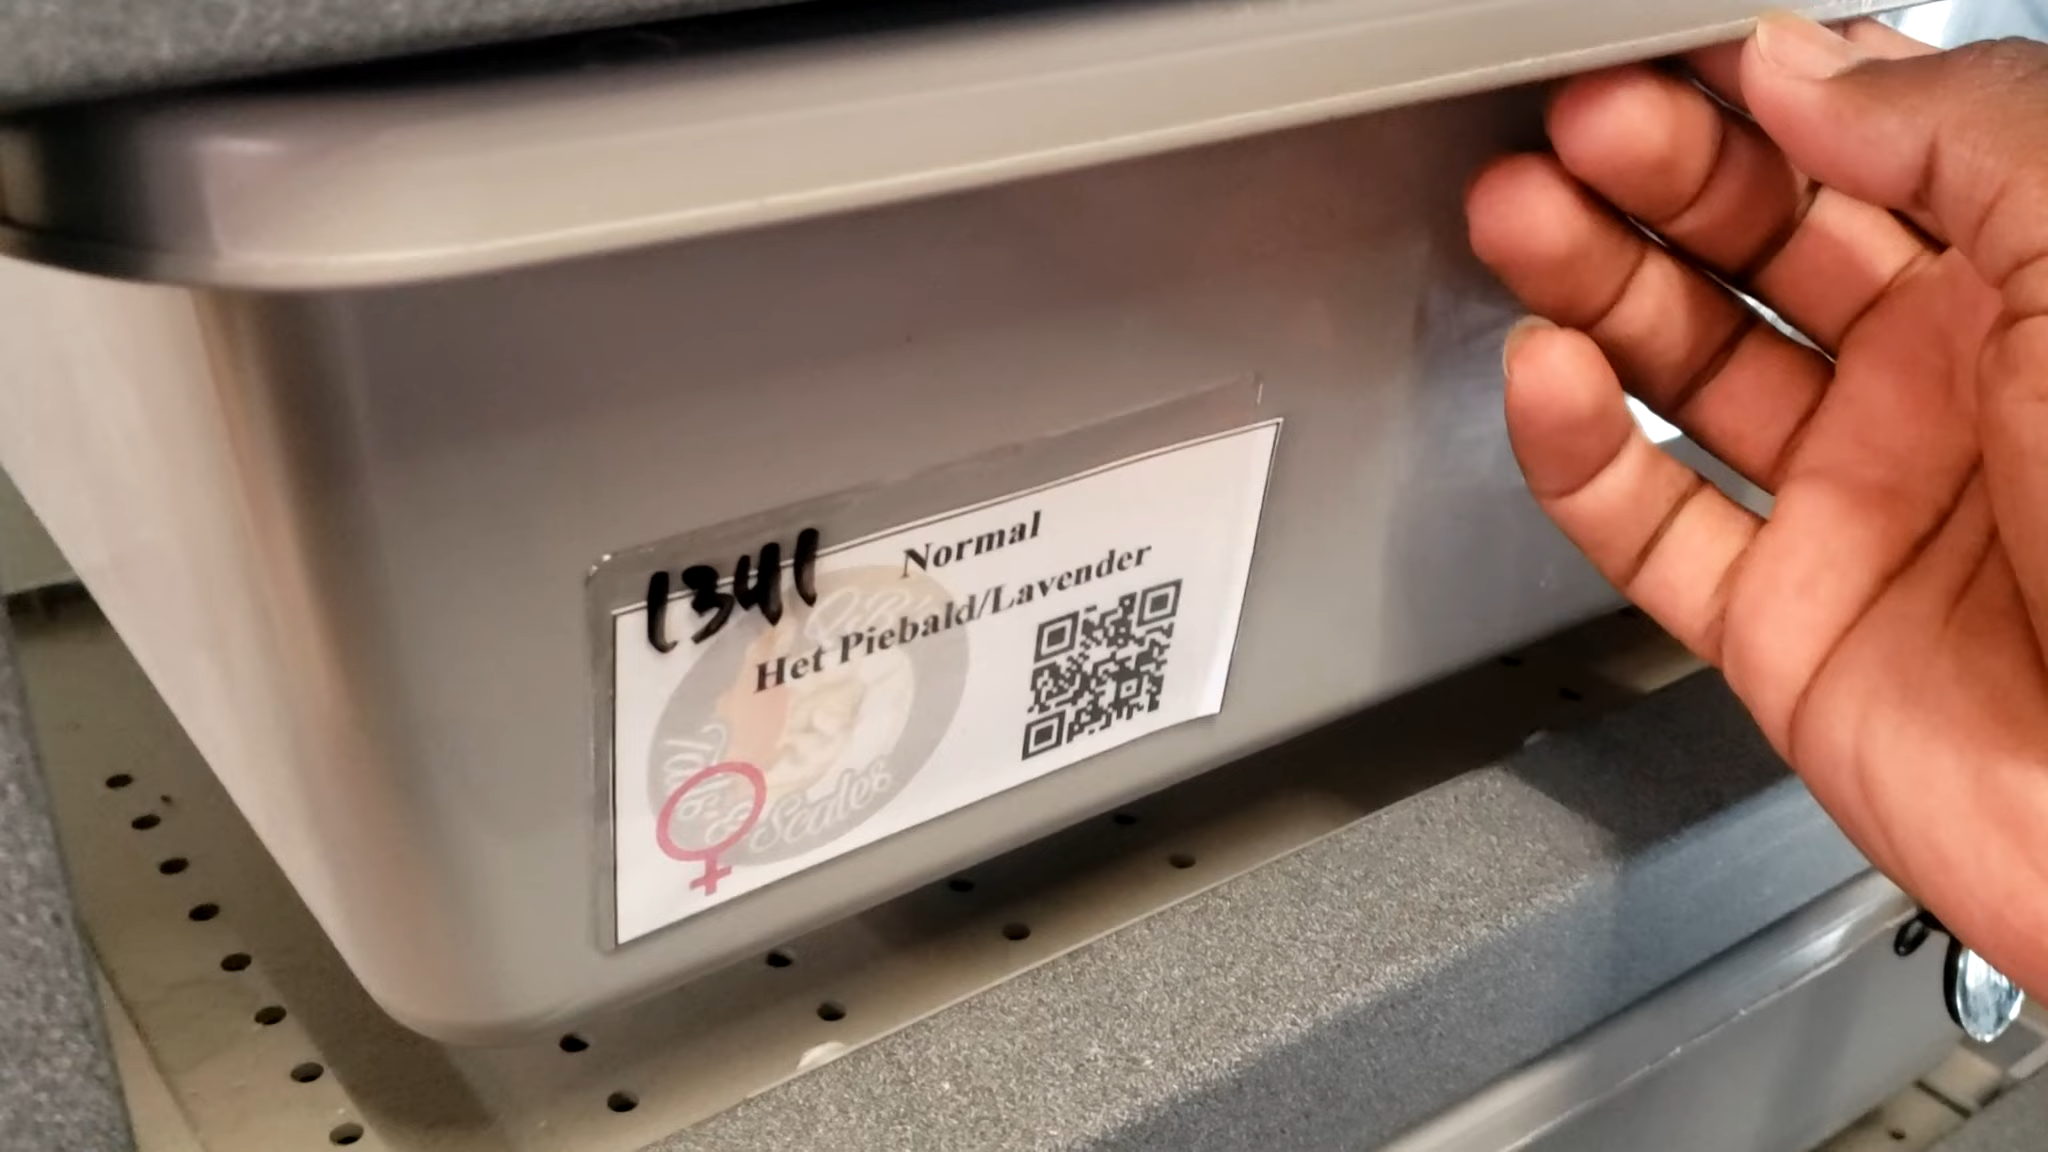 1341
Normal
Het Piebald/Lavender
Tails
& Scales